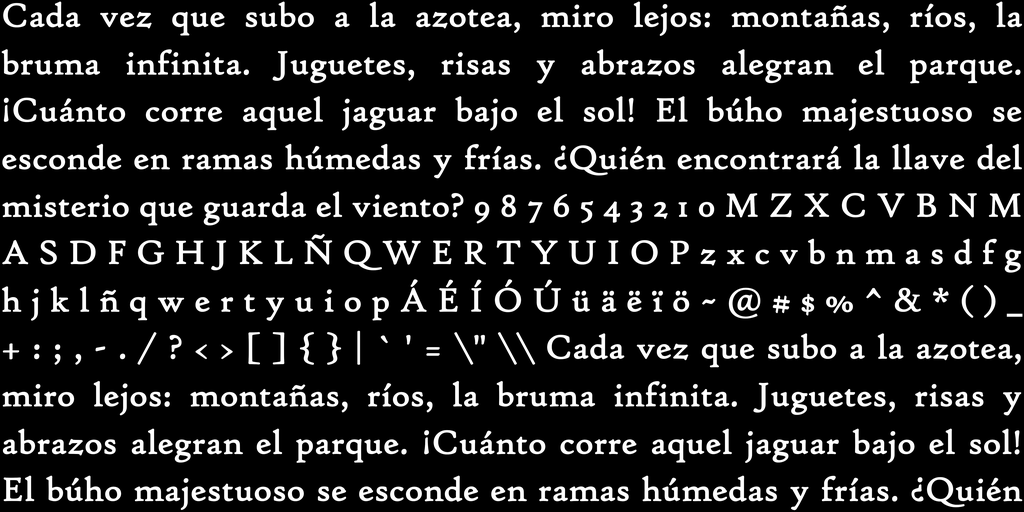 Cada vez que subo a la azotea, miro lejos: montañas, ríos, la
bruma infinita. Juguetes, risas y abrazos alegran el parque.
¡Cuánto corre aquel jaguar bajo el sol! El búho majestuoso se
esconde en ramas húmedas y frías. ¿Quién encontrará la llave del
misterio que guarda el viento? 9 8 7 6 5 4 3 2 1 0 M Z X C V B N M
A S D F G H J K L Ñ Q W E R T Y U I O P z x c v b n m a s d f g
h j k l ñ q w e r t y u i o p Á É Í Ó Ú ü ä ë ï ö ~ @ # $ % ^ & * ( ) _
+ : ; , - . / ? < > [ ] { } | ` ' = \" \\ Cada vez que subo a la azotea,
miro lejos: montañas, ríos, la bruma infinita. Juguetes, risas y
abrazos alegran el parque. ¡Cuánto corre aquel jaguar bajo el sol!
El búho majestuoso se esconde en ramas húmedas y frías. ¿Quién